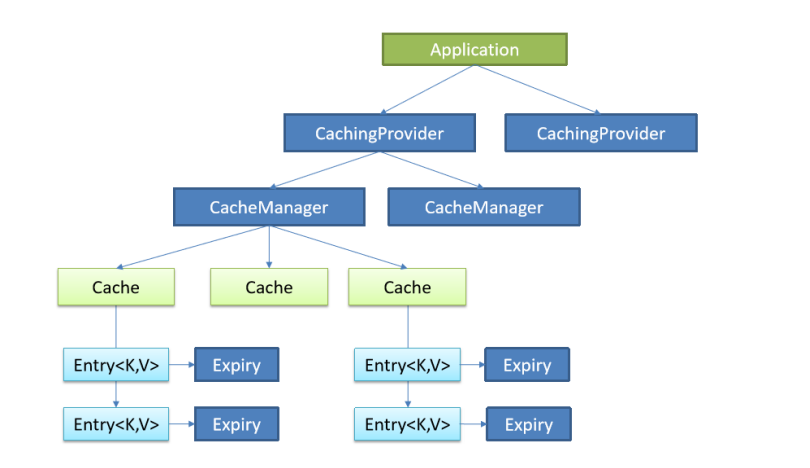 Application
CachingProvider
CachingProvider
CacheManager
CacheManager
Cache
Cache
Cache
Entry<K,V>
Expiry
Entry<K,V>
Expiry
Entry<K,V>
Expiry
Entry<K,V>
Expiry